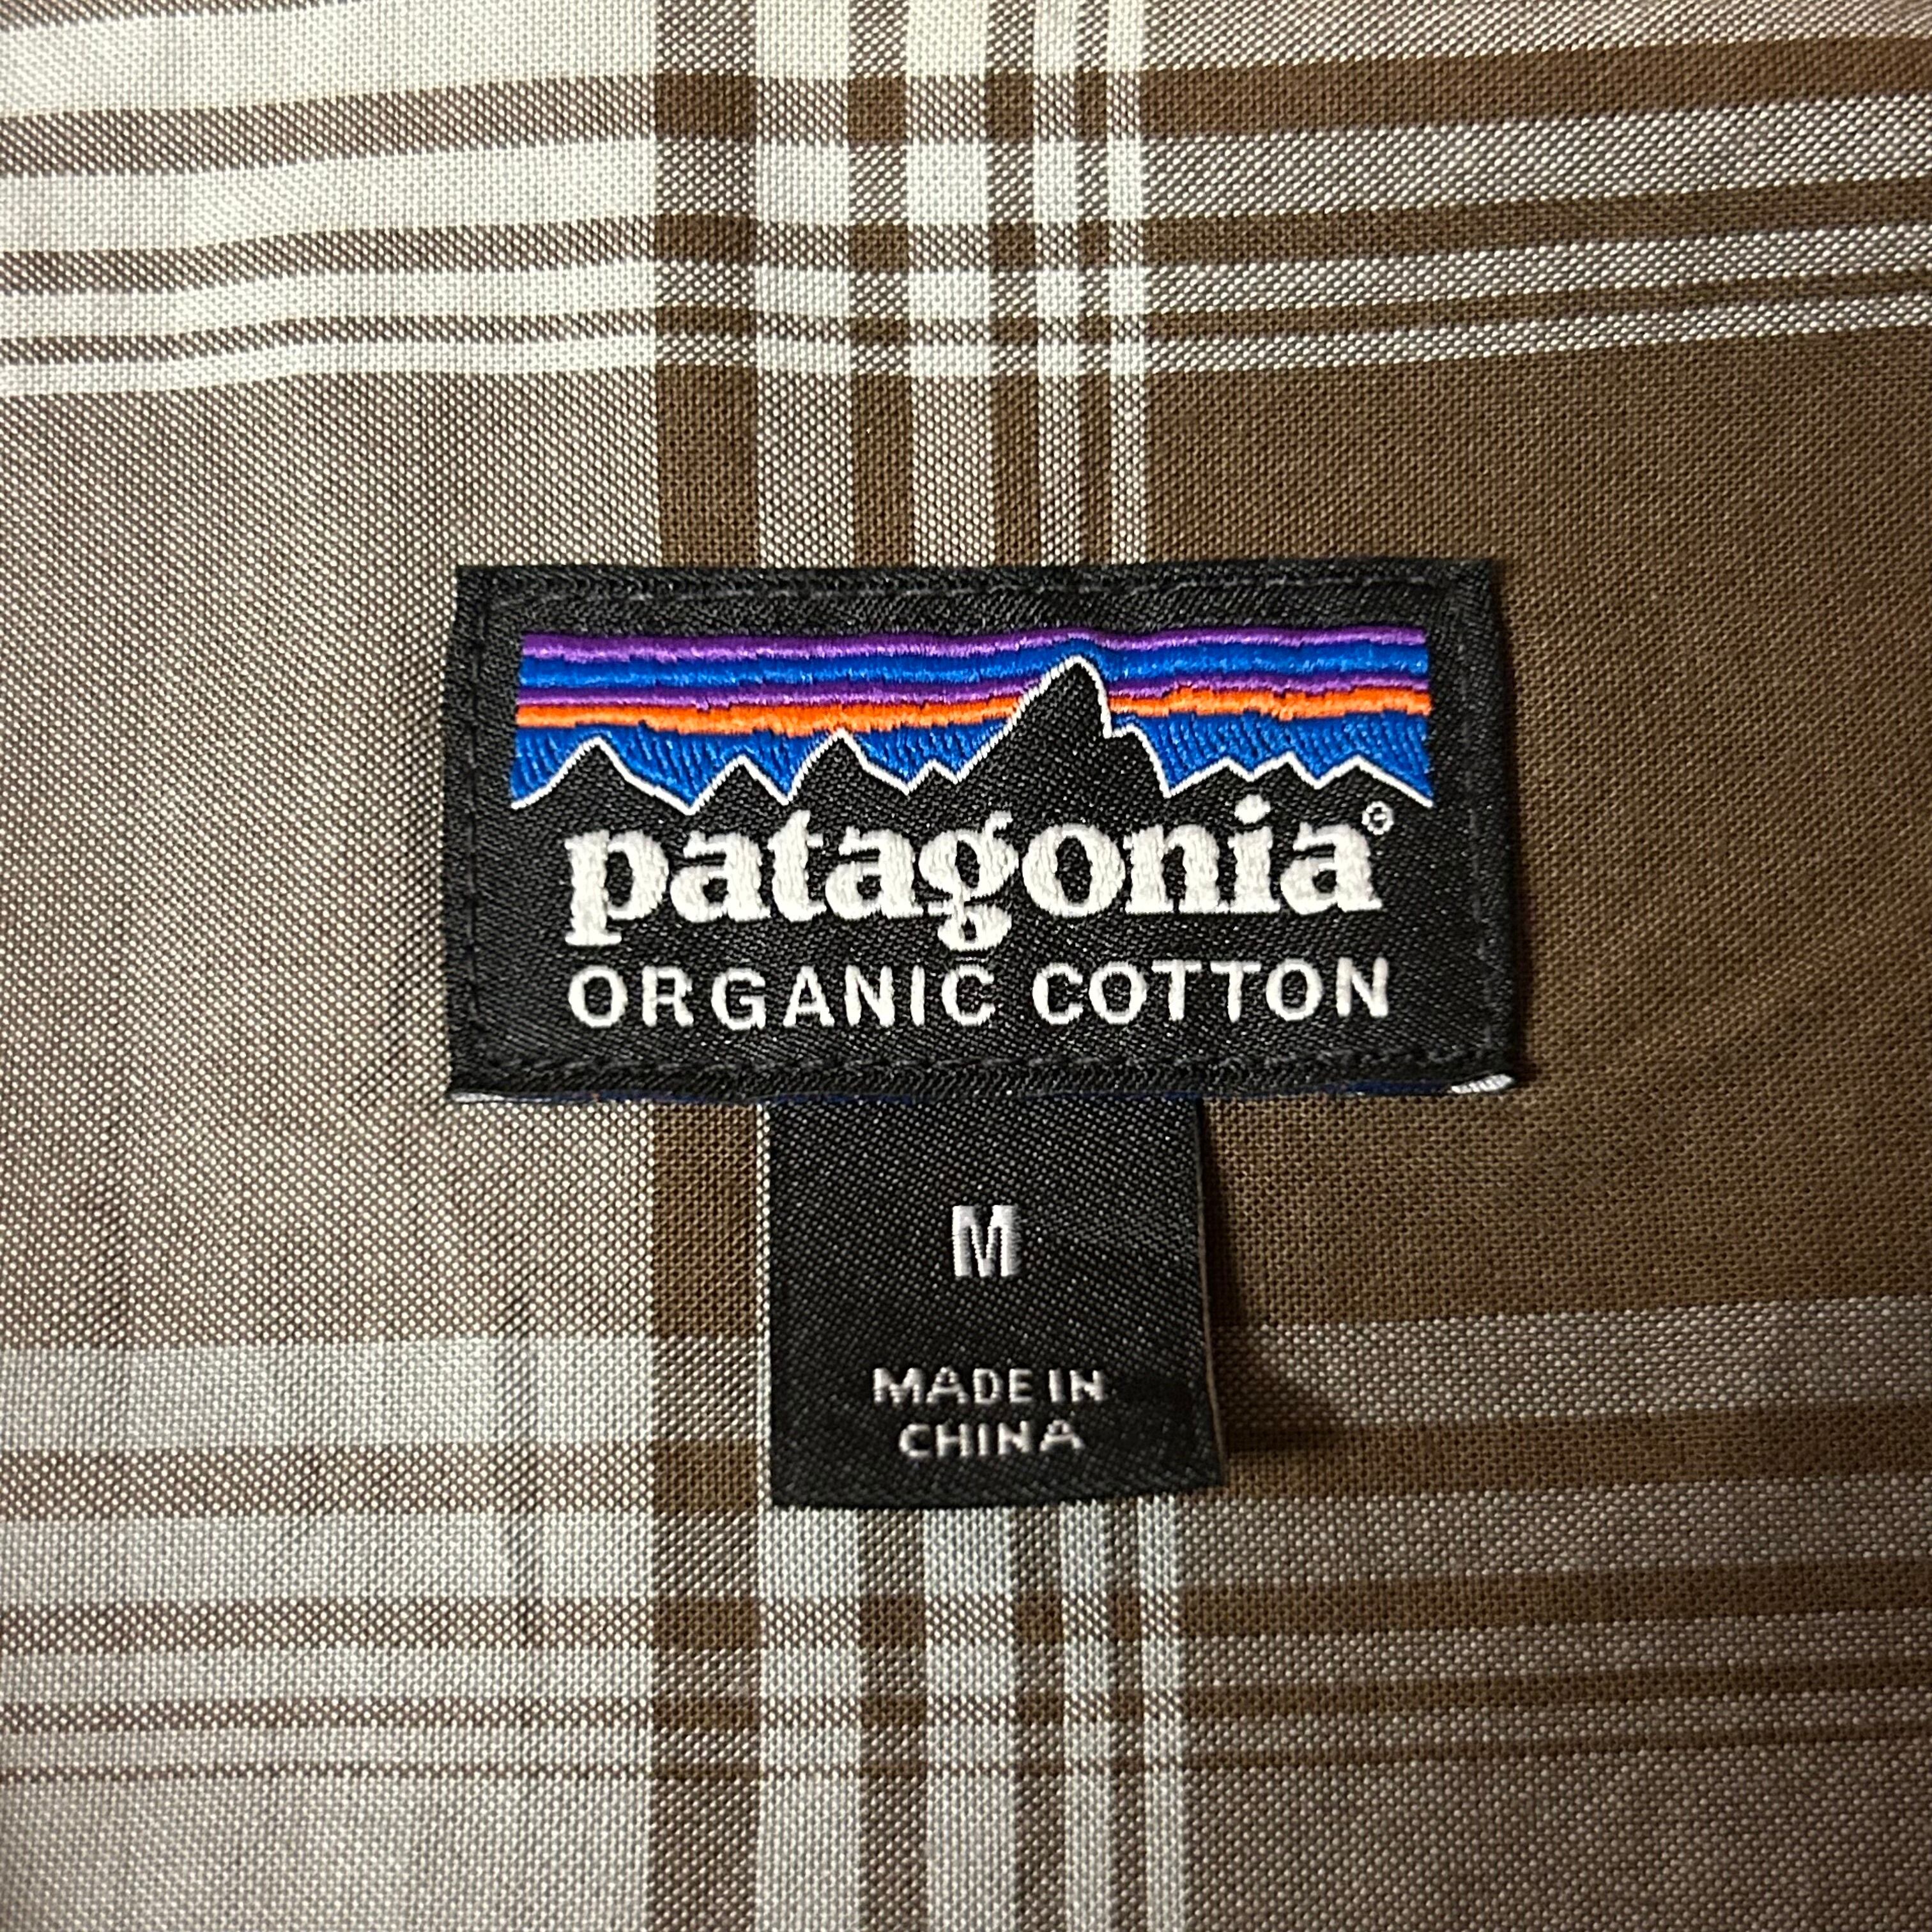 patagonia®
ORGANIC COTTON
M
MADE IN
CHINA